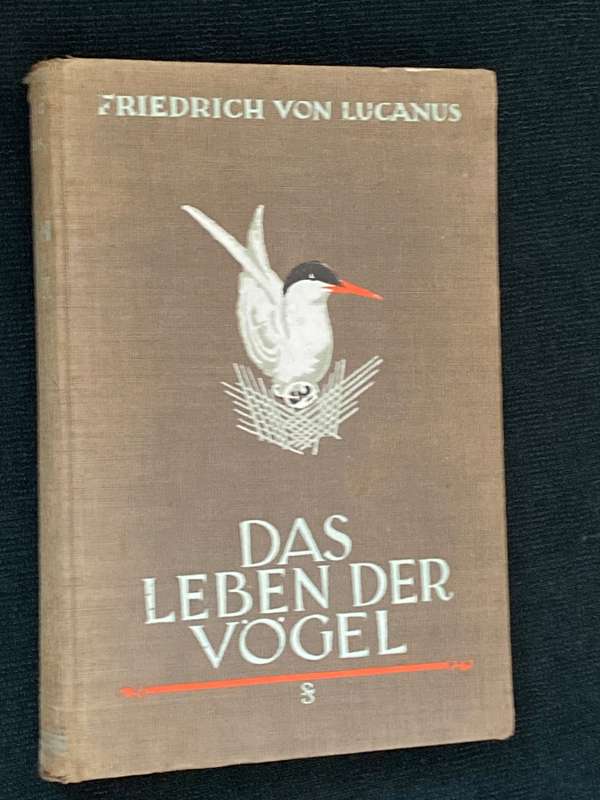 FRIEDRICH VON LUCANUS
DAS
LEBEN DER
VÖGEL